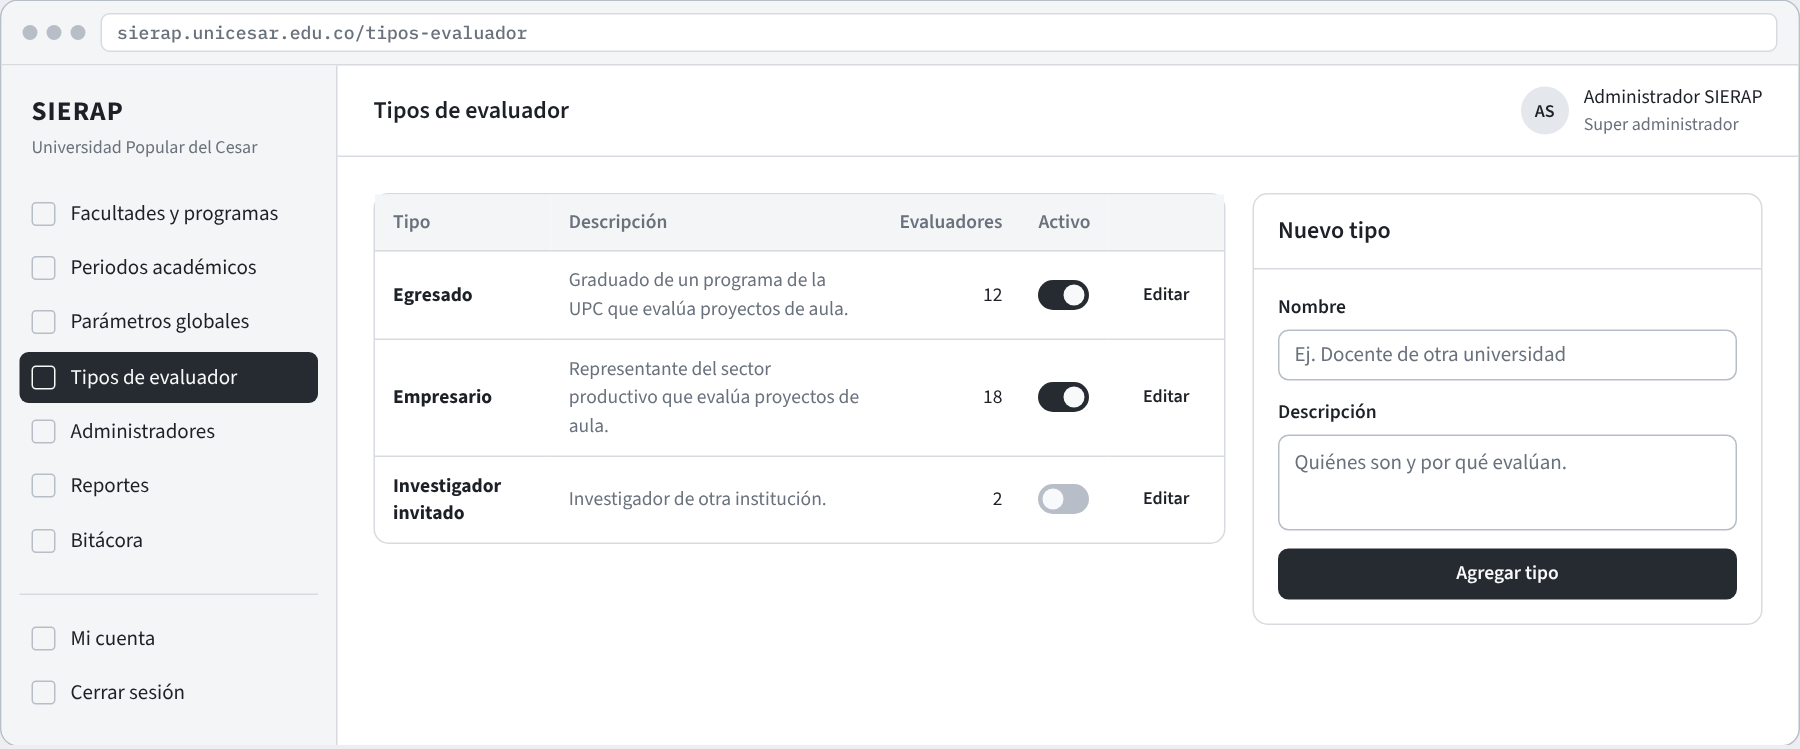 sierap.unicesar.edu.co/tipos-evaluador
SIERAP
Universidad Popular del Cesar
Facultades y programas
Periodos académicos
Parámetros globales
Tipos de evaluador
Administradores
Reportes
Bitácora
Mi cuenta
Cerrar sesión
Tipos de evaluador
AS
Administrador SIERAP
Super administrador
Tipo Descripción Evaluadores Activo
Egresado
Graduado de un programa de la
UPC que evalúa proyectos de aula.
12
Editar
Empresario
Representante del sector
productivo que evalúa proyectos de
aula.
18
Editar
Investigador
invitado
Investigador de otra institución.
2
Editar
Nuevo tipo
Nombre
Ej. Docente de otra universidad
Descripción
Quiénes son y por qué evalúan.
Agregar tipo